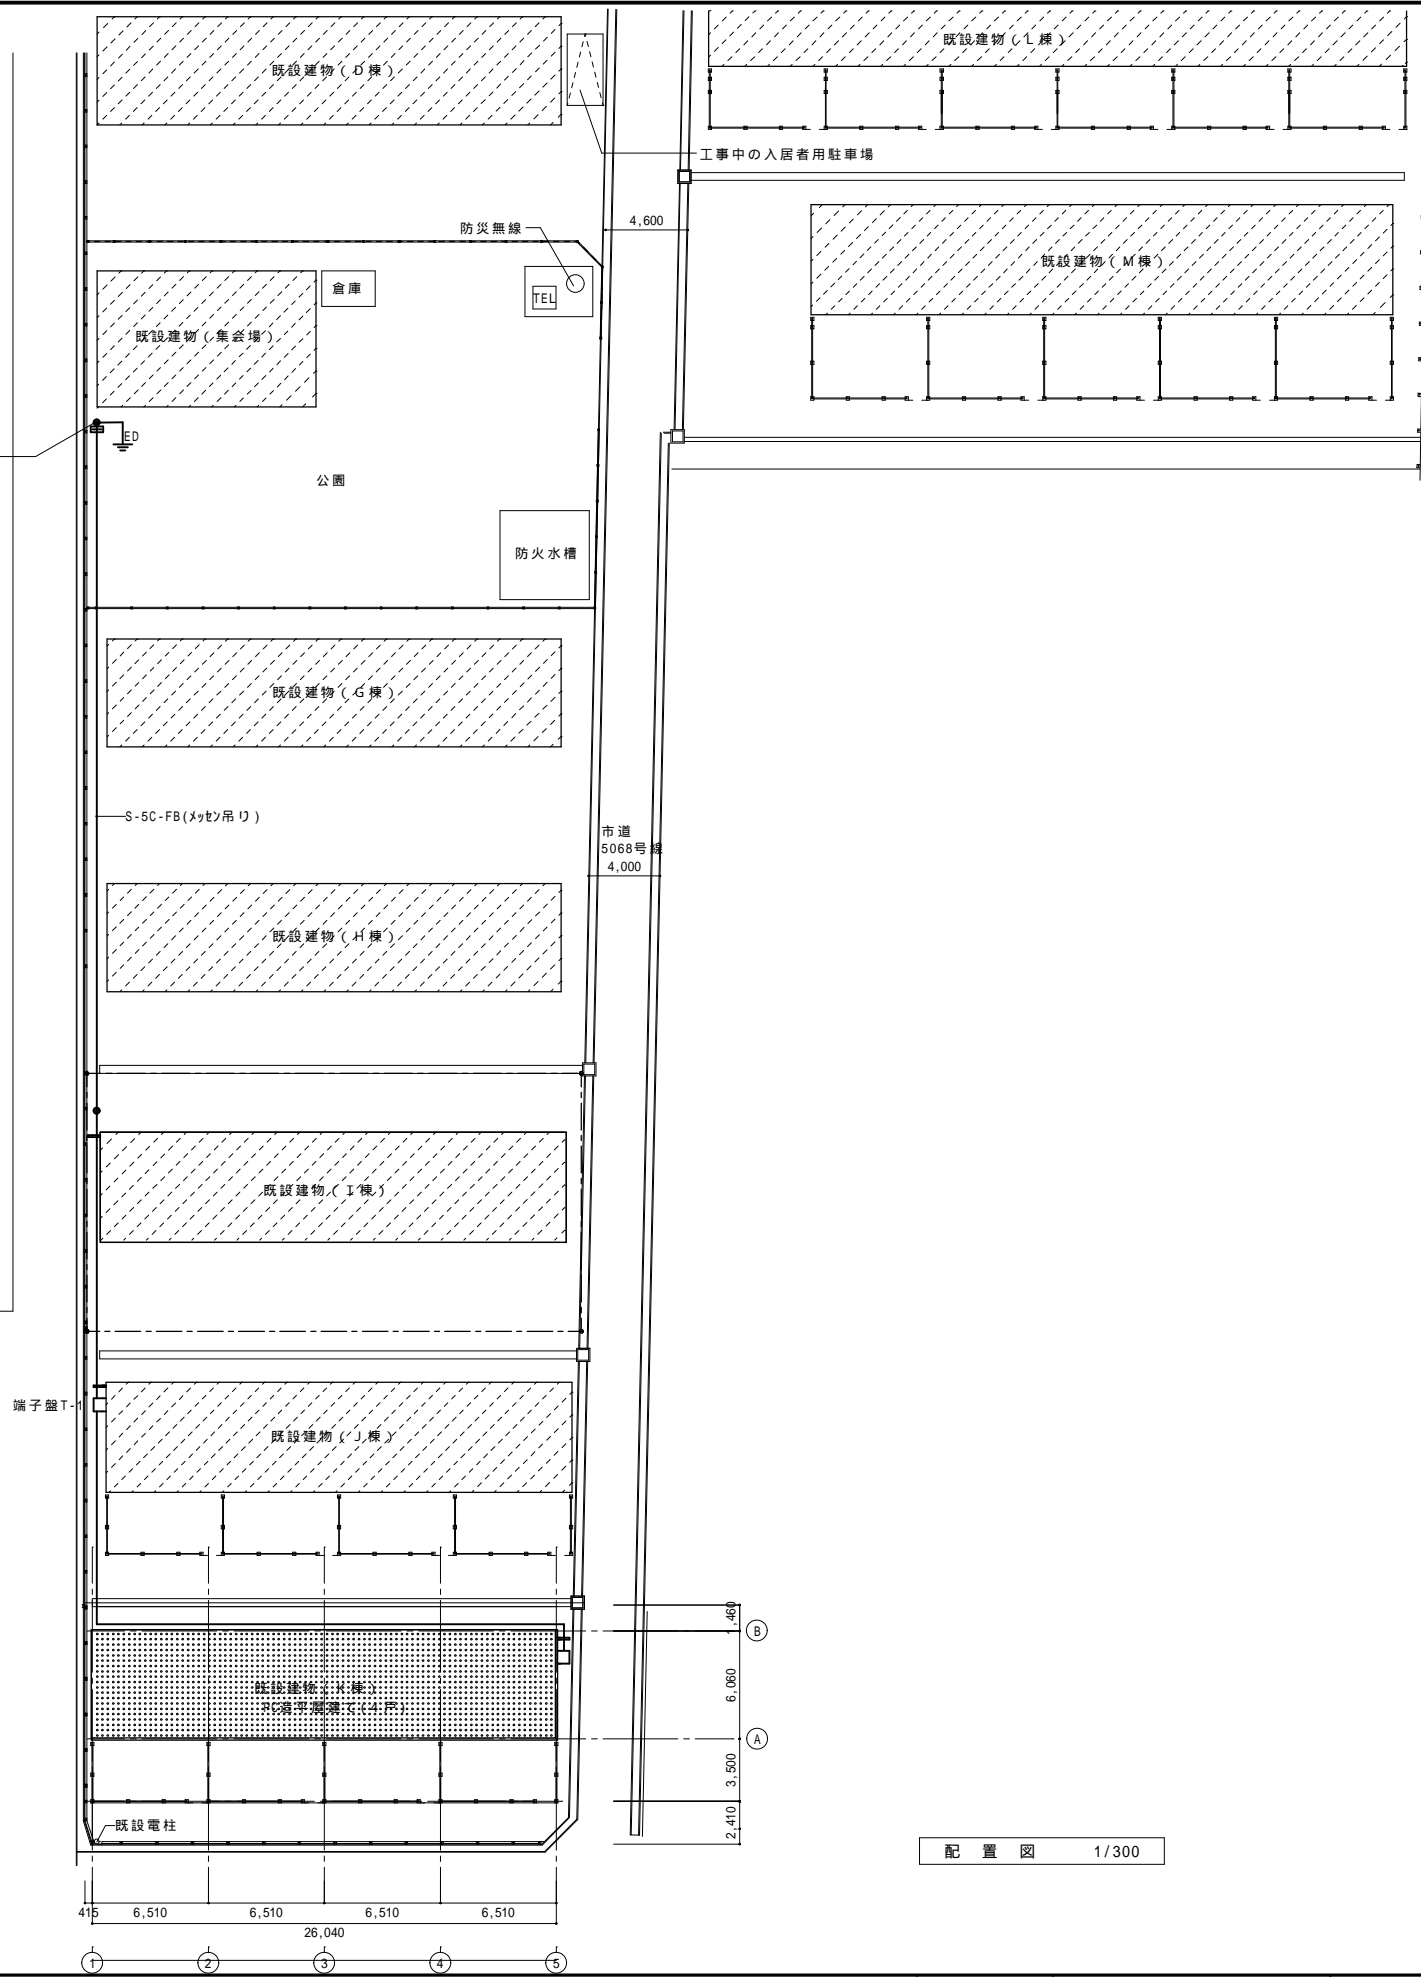 既設建物(D棟)
既設建物(L棟)
工事中の入居者用駐車場
防災無線
4,600
倉庫
TEL
既設建物(M棟)
既設建物(集会場)
ED
公園
防火水槽
既設建物(G棟)
S-5C-FB(メッセン吊り)
市道
5068号線
4,000
既設建物(H棟)
既設建物(I棟)
端子盤T-1
既設建物(J棟)
1,460
B
既設建物(K棟)
PC造平屋建て(4戸)
6,060
A
3,500
2,410
既設電柱
配置図 1/300
415 6,510 6,510 6,510 6,510
26,040
1 2 3 4 5